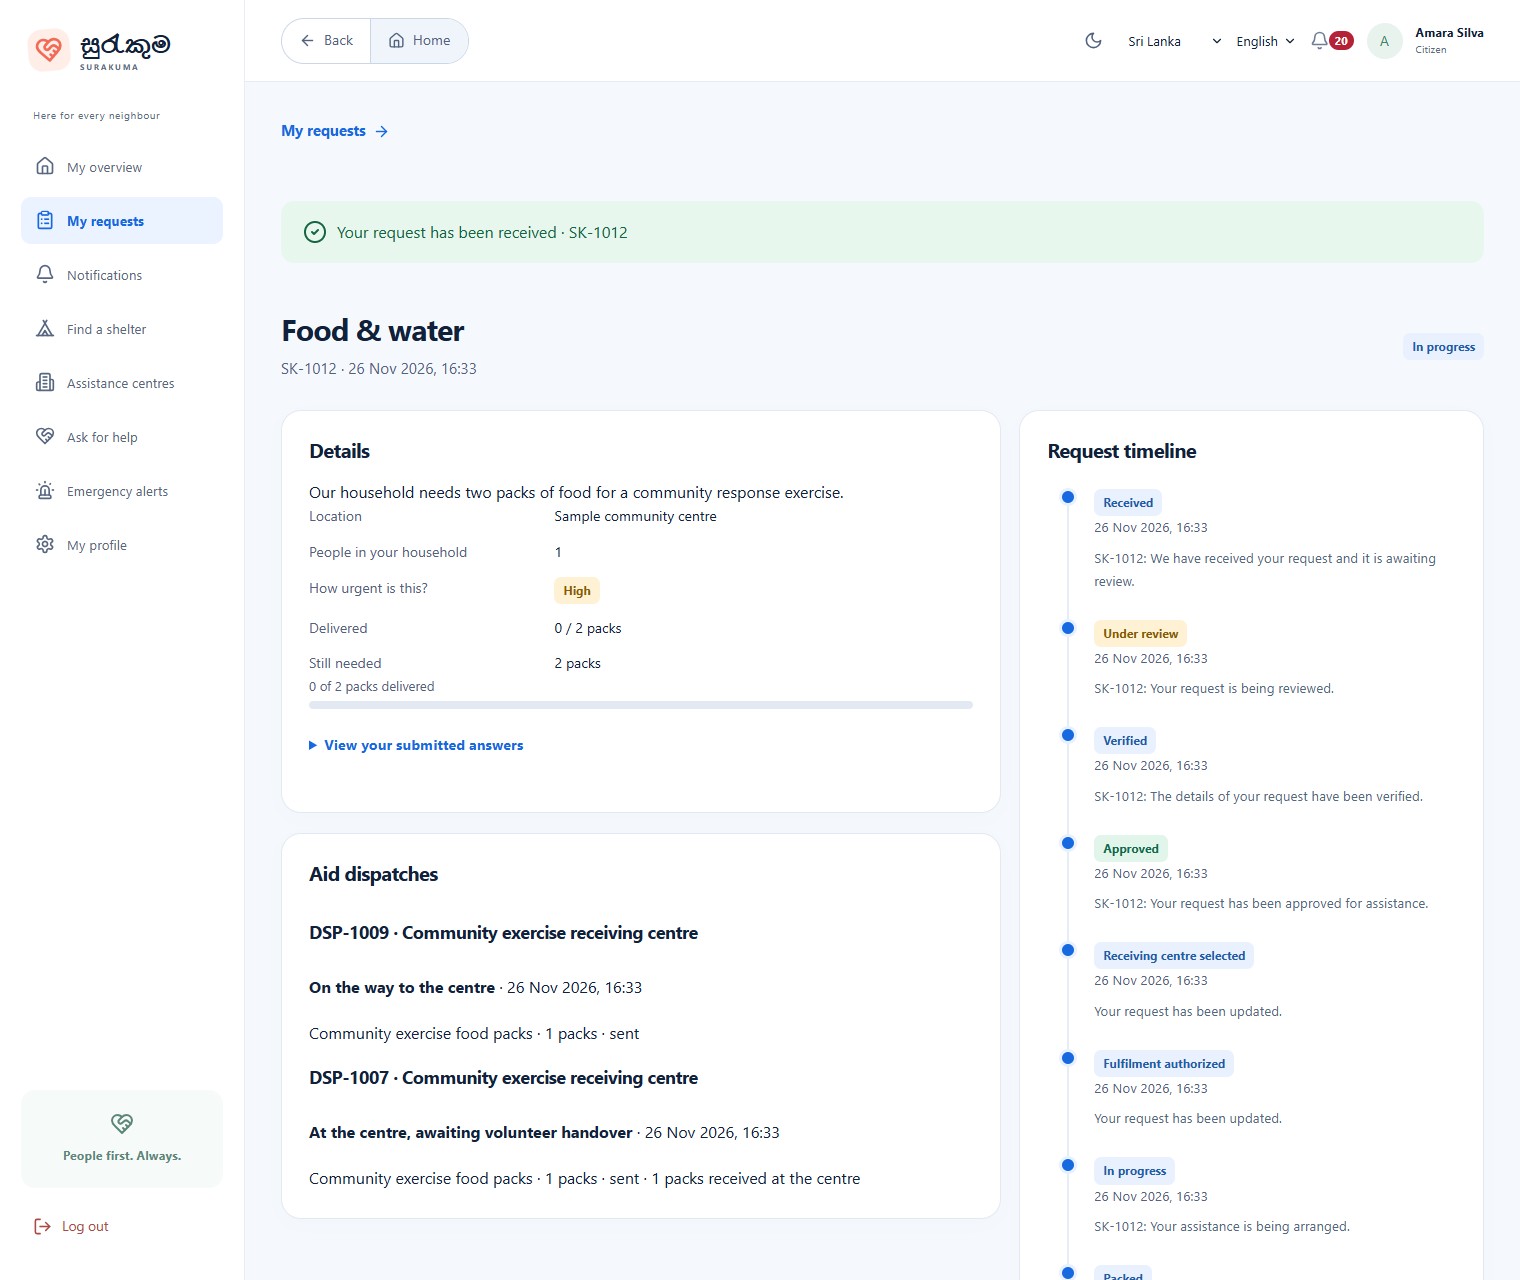 සුරැකුම
SURAKUMA
Here for every neighbour
My overview
My requests
Notifications
Find a shelter
Assistance centres
Ask for help
Emergency alerts
My profile
People first. Always.
Log out
Back
Home
Sri Lanka
English
20
A
Amara Silva
Citizen
My requests
Your request has been received · SK-1012
Food & water
SK-1012 · 26 Nov 2026, 16:33
In progress
Details
Our household needs two packs of food for a community response exercise.
Location Sample community centre
People in your household 1
How urgent is this? High
Delivered 0 / 2 packs
Still needed 2 packs
0 of 2 packs delivered
View your submitted answers
Aid dispatches
DSP-1009 · Community exercise receiving centre
On the way to the centre · 26 Nov 2026, 16:33
Community exercise food packs · 1 packs · sent
DSP-1007 · Community exercise receiving centre
At the centre, awaiting volunteer handover · 26 Nov 2026, 16:33
Community exercise food packs · 1 packs · sent · 1 packs received at the centre
Request timeline
Received
26 Nov 2026, 16:33
SK-1012: We have received your request and it is awaiting
review.
Under review
26 Nov 2026, 16:33
SK-1012: Your request is being reviewed.
Verified
26 Nov 2026, 16:33
SK-1012: The details of your request have been verified.
Approved
26 Nov 2026, 16:33
SK-1012: Your request has been approved for assistance.
Receiving centre selected
26 Nov 2026, 16:33
Your request has been updated.
Fulfilment authorized
26 Nov 2026, 16:33
Your request has been updated.
In progress
26 Nov 2026, 16:33
SK-1012: Your assistance is being arranged.
Packed